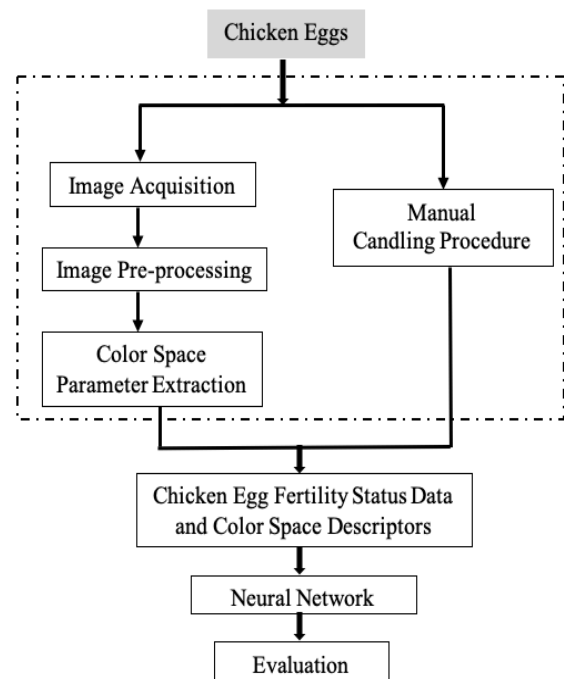 Chicken Eggs
Image Acquisition
Image Pre-processing
Color Space
Parameter Extraction
Manual
Candling Procedure
Chicken Egg Fertility Status Data
and Color Space Descriptors
Neural Network
Evaluation